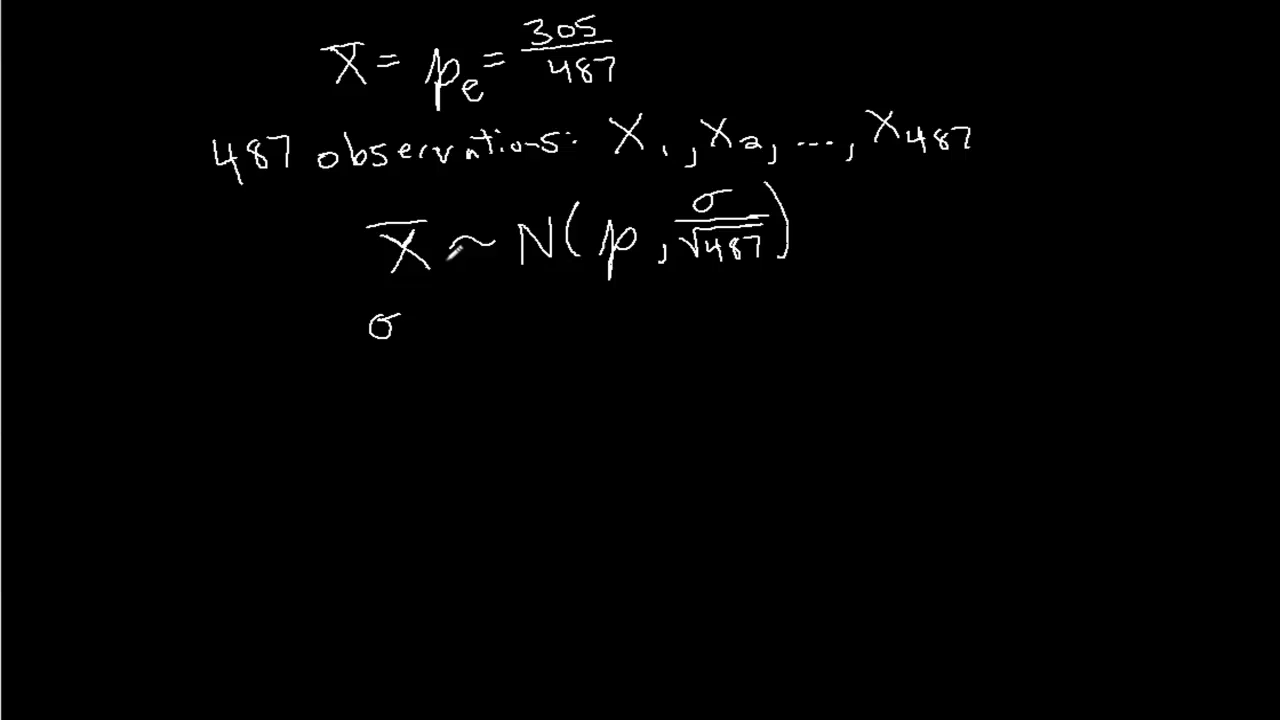 X̄ = pₑ = 305/487
487 observations: X₁, X₂, ..., X₄₈₇
X̄ ~ N(p, σ/√487)
σ